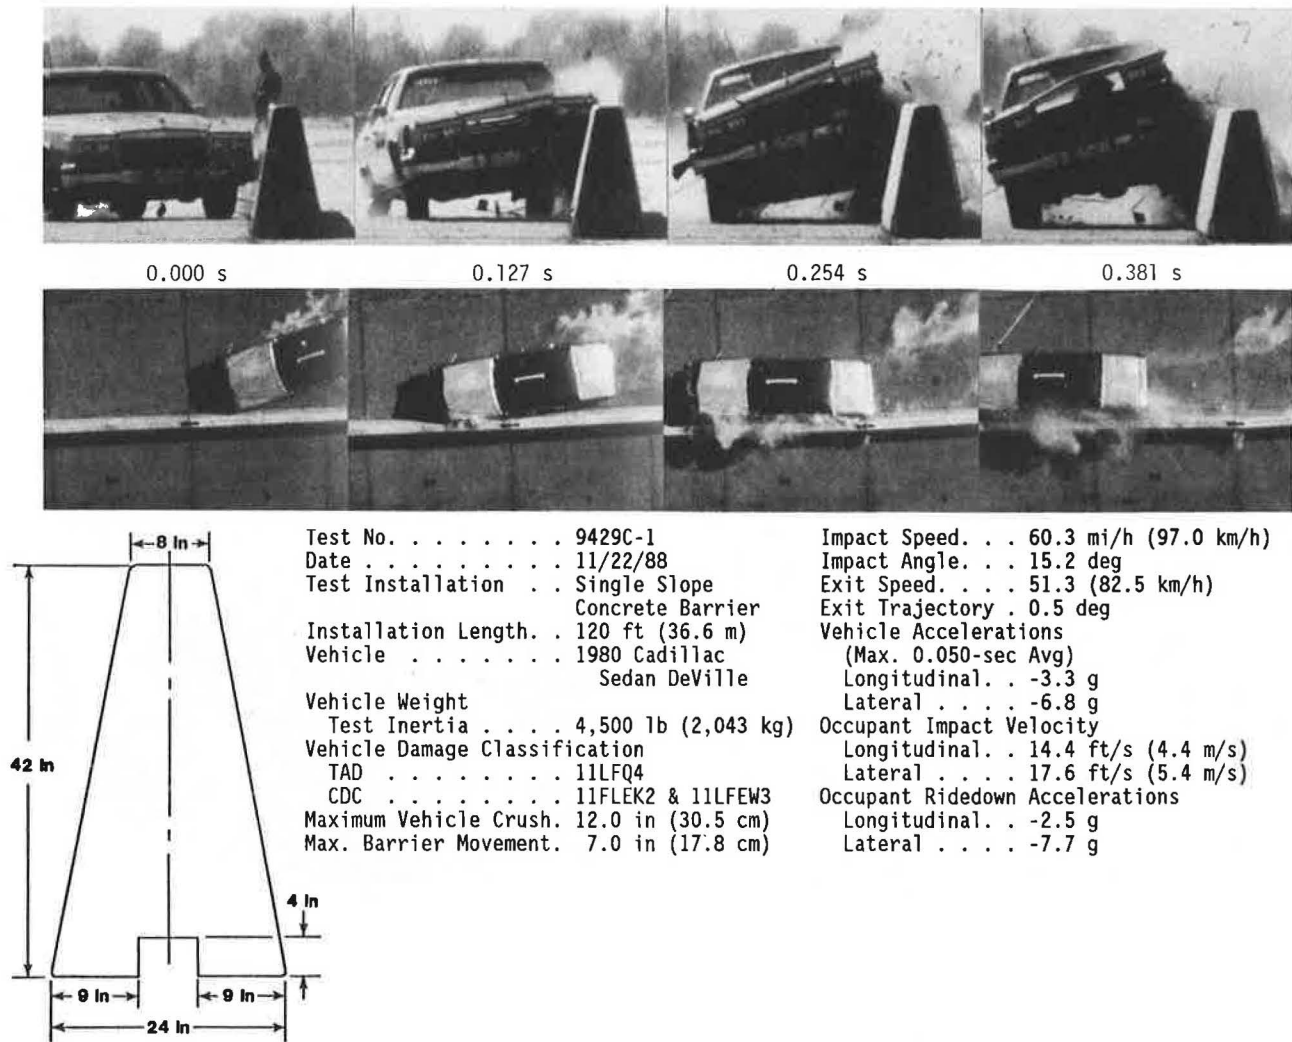 0.000 s 0.127 s 0.254 s 0.381 s
8 in
42 in
4 in
9 in 9 in
24 in
Test No. . . . . . . . . 9429C-1
Date . . . . . . . . . . 11/22/88
Test Installation . . Single Slope
Concrete Barrier
Installation Length. . 120 ft (36.6 m)
Vehicle . . . . . . . 1980 Cadillac
Sedan DeVille
Vehicle Weight
Test Inertia . . . . 4,500 lb (2,043 kg)
Vehicle Damage Classification
TAD . . . . . . . . 11LFQ4
CDC . . . . . . . . 11FLEK2 & 11LFEW3
Maximum Vehicle Crush. 12.0 in (30.5 cm)
Max. Barrier Movement. 7.0 in (17.8 cm)
Impact Speed. . . 60.3 mi/h (97.0 km/h)
Impact Angle. . . 15.2 deg
Exit Speed. . . . 51.3 (82.5 km/h)
Exit Trajectory . 0.5 deg
Vehicle Accelerations
(Max. 0.050-sec Avg)
Longitudinal. . -3.3 g
Lateral . . . . -6.8 g
Occupant Impact Velocity
Longitudinal. . 14.4 ft/s (4.4 m/s)
Lateral . . . . 17.6 ft/s (5.4 m/s)
Occupant Ridedown Accelerations
Longitudinal. . -2.5 g
Lateral . . . . -7.7 g